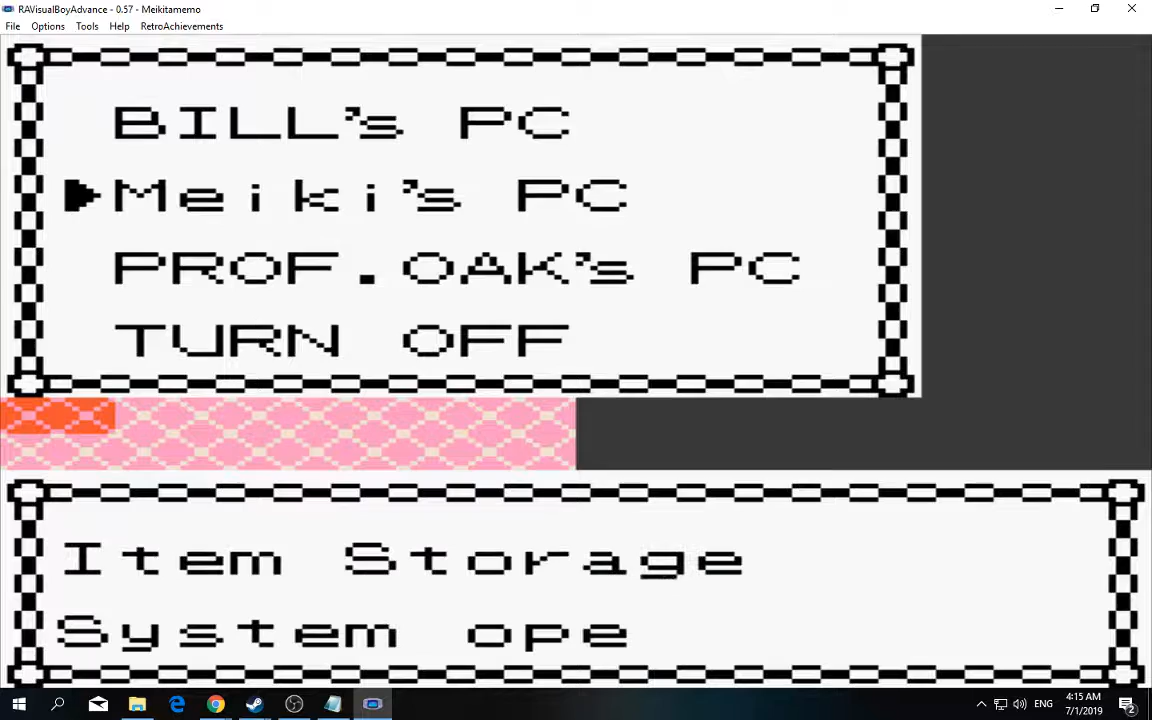 RAVisualBoyAdvance - 0.57 - Meikitamemo
File Options Tools Help RetroAchievements
BILL's PC
▶Meiki's PC
PROF.OAK's PC
TURN OFF
Item Storage
System ope
ENG
4:15 AM
7/1/2019
2